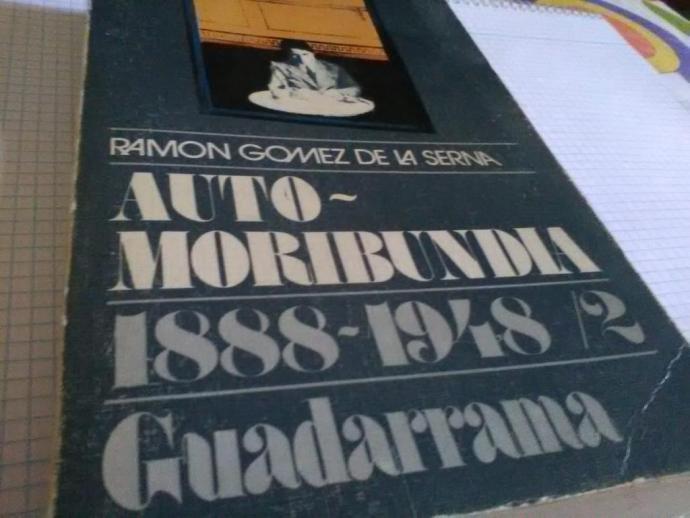 RAMON GOMEZ DE LA SERNA
AUTO-
MORIBUNDIA
1888-1948 /2
Guadarrama